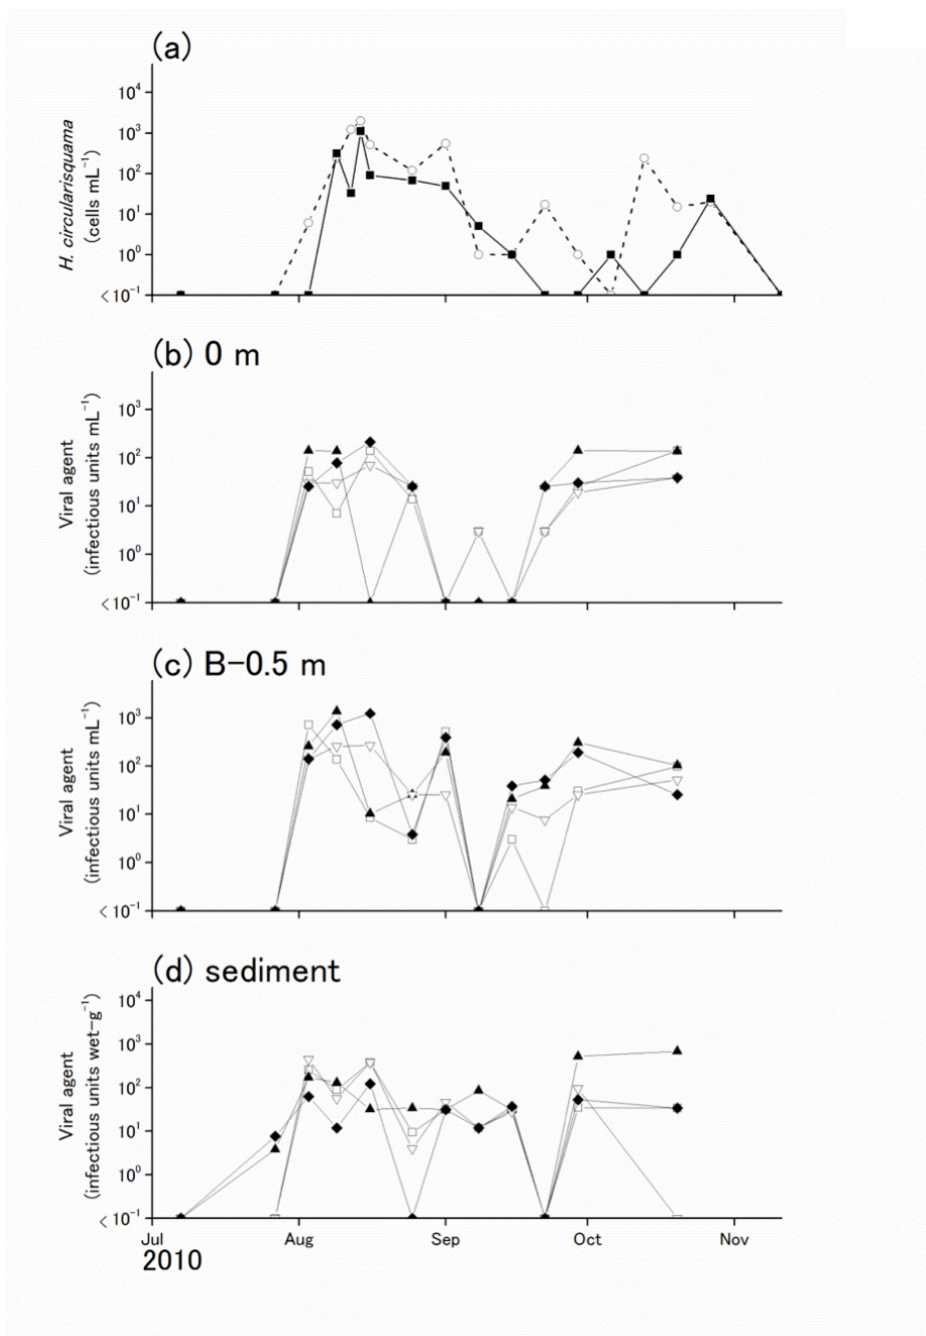 (a)
H. circularisquama
(cells mL⁻¹)
10⁴
10³
10²
10¹
10⁰
<10⁻¹
(b) 0 m
Viral agent
(infectious units mL⁻¹)
10³
10²
10¹
10⁰
<10⁻¹
(c) B-0.5 m
Viral agent
(infectious units mL⁻¹)
10³
10²
10¹
10⁰
<10⁻¹
(d) sediment
Viral agent
(infectious units wet-g⁻¹)
10⁴
10³
10²
10¹
10⁰
<10⁻¹
Jul Aug Sep Oct Nov
2010